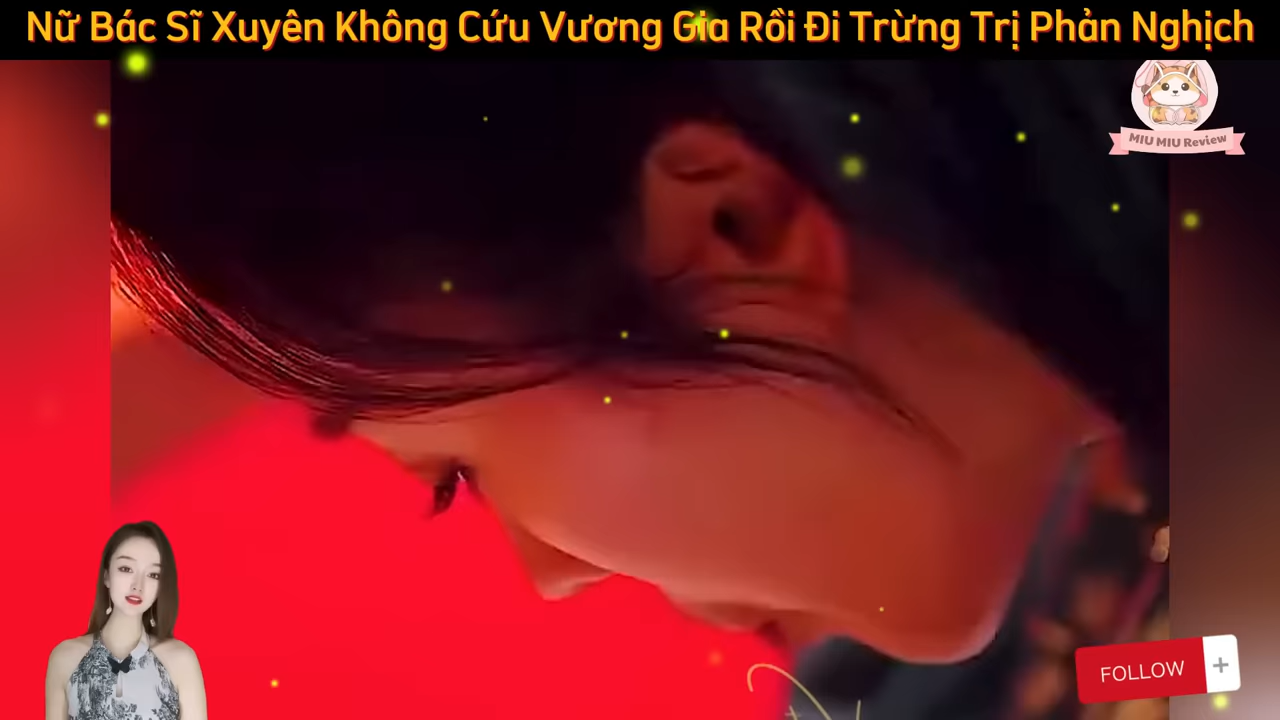 Nữ Bác Sĩ Xuyên Không Cứu Vương Gia Rồi Đi Trừng Trị Phản Nghịch
MIU MIU Review
FOLLOW +